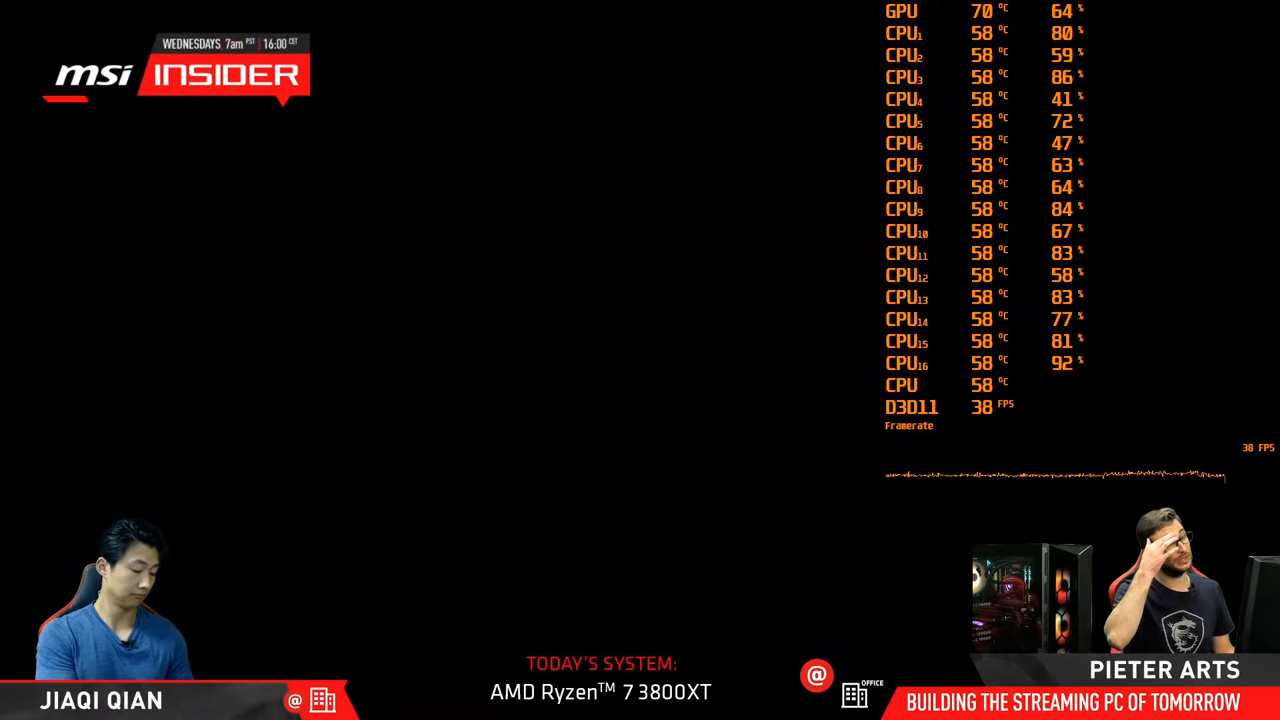 WEDNESDAYS, 7am PST | 16:00 CET
msi INSIDER
GPU 70 °C 64 %
CPU1 58 °C 80 %
CPU2 58 °C 59 %
CPU3 58 °C 86 %
CPU4 58 °C 41 %
CPU5 58 °C 72 %
CPU6 58 °C 47 %
CPU7 58 °C 63 %
CPU8 58 °C 64 %
CPU9 58 °C 84 %
CPU10 58 °C 67 %
CPU11 58 °C 83 %
CPU12 58 °C 58 %
CPU13 58 °C 83 %
CPU14 58 °C 77 %
CPU15 58 °C 81 %
CPU16 58 °C 92 %
CPU 58 °C
D3D11 38 FPS
Framerate
38 FPS
TODAY'S SYSTEM:
AMD Ryzen™ 7 3800XT
JIAQI QIAN
@
@
OFFICE
PIETER ARTS
BUILDING THE STREAMING PC OF TOMORROW